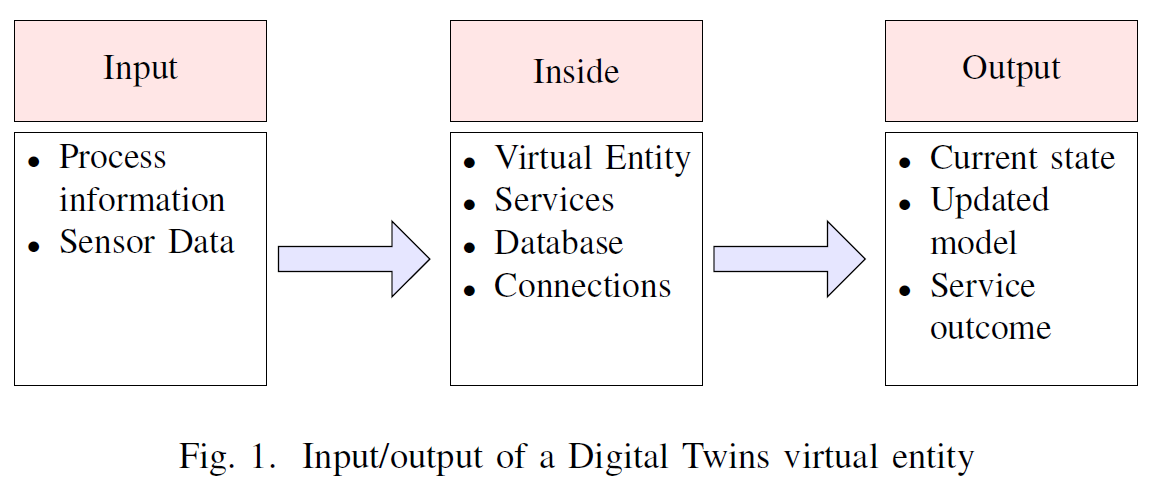 Input
• Process
information
• Sensor Data
Inside
• Virtual Entity
• Services
• Database
• Connections
Output
• Current state
• Updated
model
• Service
outcome
Fig. 1. Input/output of a Digital Twins virtual entity